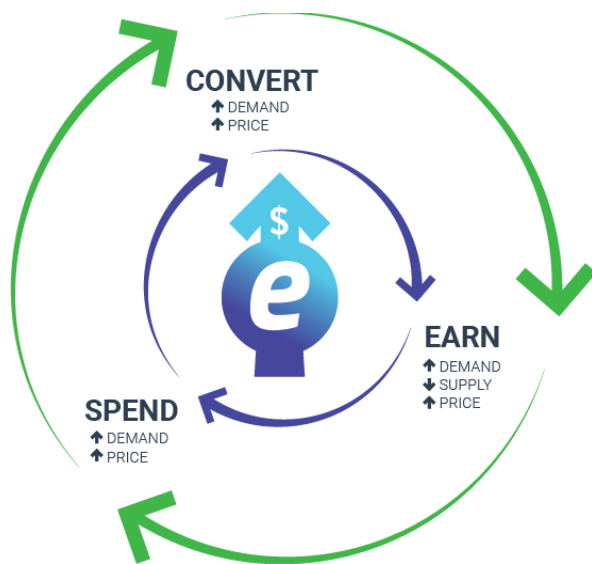 CONVERT
↑ DEMAND
↑ PRICE
$
e
EARN
↑ DEMAND
↓ SUPPLY
↑ PRICE
SPEND
↑ DEMAND
↑ PRICE